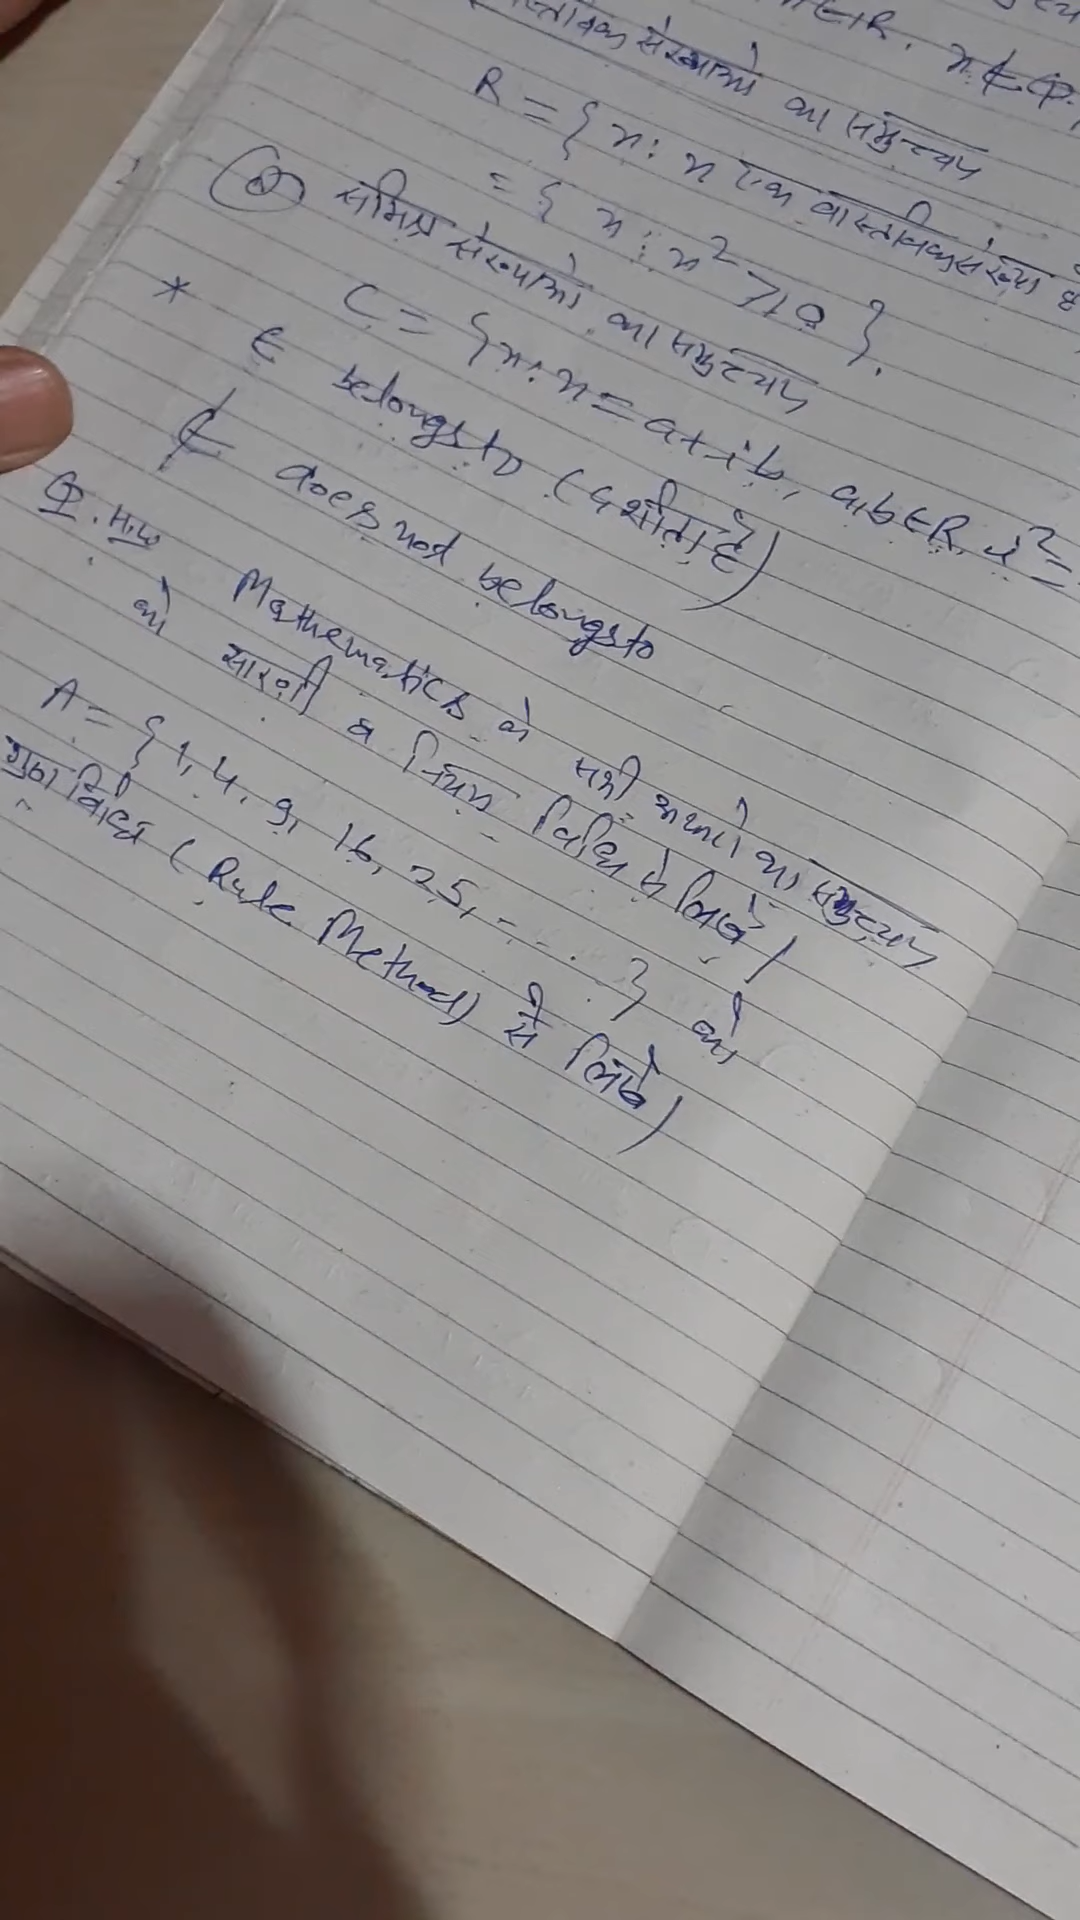 ∈R. x ∉ Q.
संख्याओं का समुच्चय
R = { x : x एक वास्तविक संख्या है
= { x : x² ≥ 0 }.
सम्मिश्र संख्याओं का समुच्चय
C = { x : x = a + ib, a,b ∈ R, i² =
* ∈ belongs to (दर्शाता है)
∉ does not belongs to
Q. H.W Mathematics के सभी अक्षरों का समुच्चय
को सारणी व नियम विधि से लिखें।
A = { 1, 4, 9, 16, 25, - - . . . } को
गुण विधि (Rule Method) से लिखें)